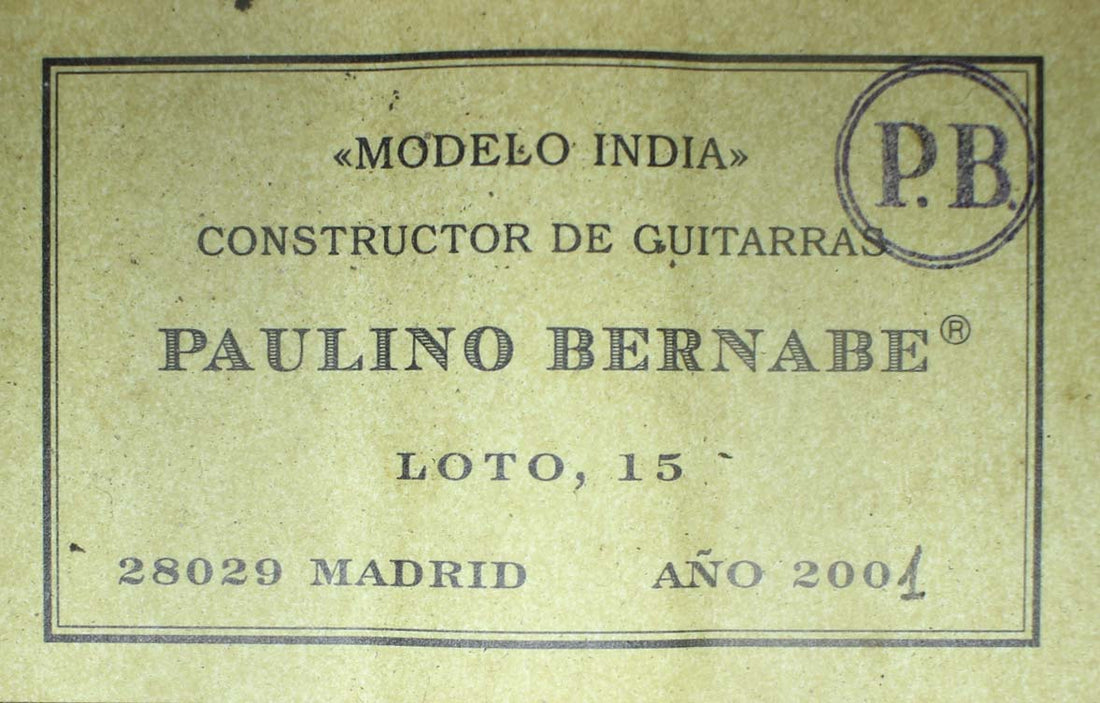 «MODELO INDIA»
P.B.
CONSTRUCTOR DE GUITARRAS
PAULINO BERNABE®
LOTO, 15
28029 MADRID AÑO 2001